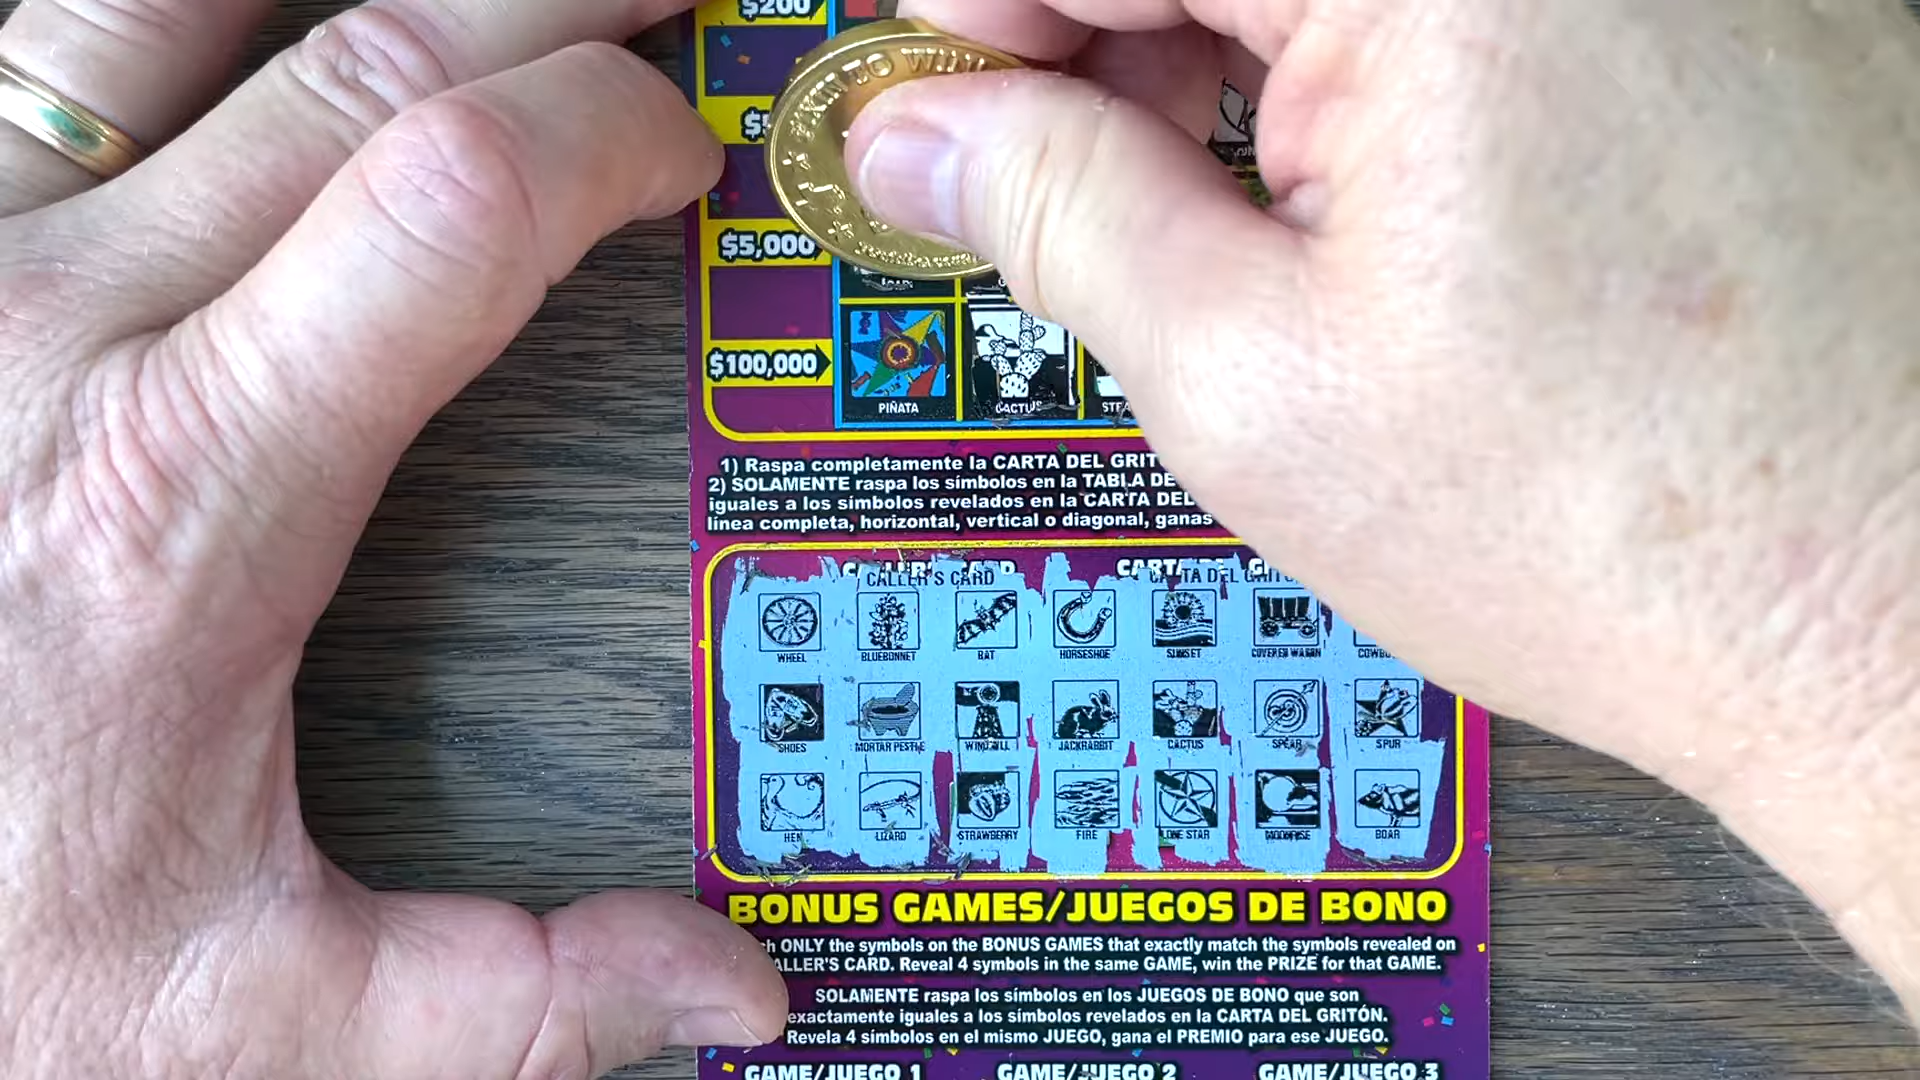 $200
$5,000
$100,000
PIÑATA
CACTUS
1) Raspa completamente la CARTA DEL
2) SOLAMENTE raspa los símbolos en la TABLA DE
iguales a los símbolos revelados en la CARTA DEL
línea completa, horizontal, vertical o diagonal, ganas
CALLER'S CARD
CARTA DEL
WHEEL BLUEBONNET BAT HORSESHOE SUNSET COVERED WAGON
SHOES MORTAR PESTLE WINDMILL JACKRABBIT CACTUS SPEAR SPUR
HEN LIZARD STRAWBERRY FIRE LONE STAR MOONRISE BOAR
BONUS GAMES/JUEGOS DE BONO
ONLY the symbols on the BONUS GAMES that exactly match the symbols revealed on
CALLER'S CARD. Reveal 4 symbols in the same GAME, win the PRIZE for that GAME.
SOLAMENTE raspa los símbolos en los JUEGOS DE BONO que son
exactamente iguales a los símbolos revelados en la CARTA DEL GRITÓN.
Revela 4 símbolos en el mismo JUEGO, gana el PREMIO para ese JUEGO.
GAME/JUEGO 1 GAME/JUEGO 2 GAME/JUEGO 3